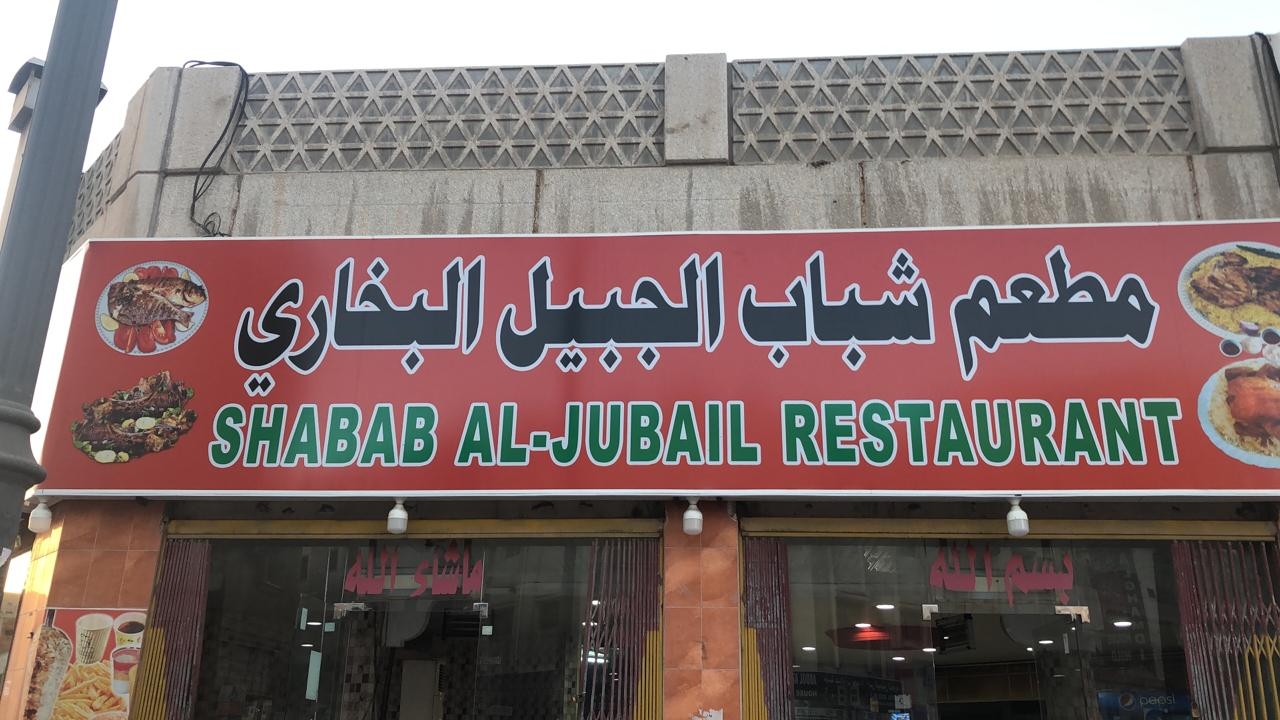 مطعم شباب الجبيل البخاري
SHABAB AL-JUBAIL RESTAURANT
ماشاء الله
بسم الله
pepsi